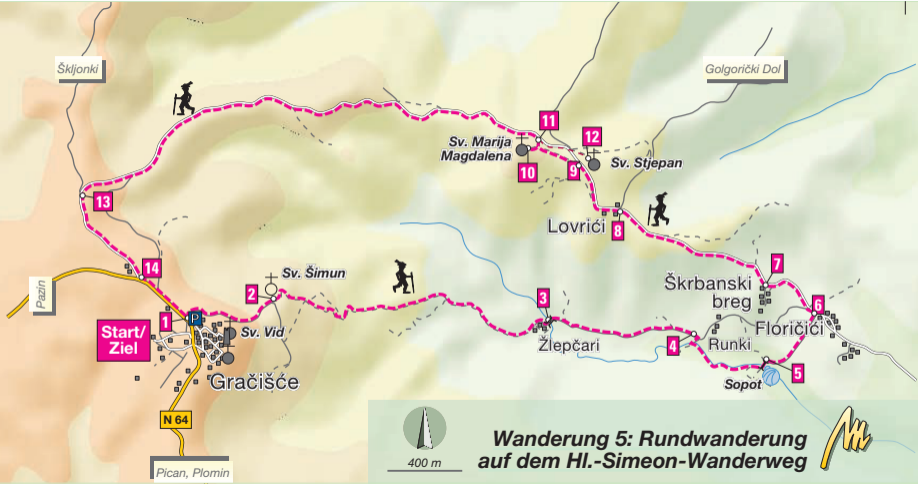 Škljonki
Golgorički Dol
11
12
Sv. Marija
Magdalena
10
9
Sv. Stjepan
13
Lovrići
8
14
Sv. Šimun
2
7
Škrbanski
breg
Pazin
3
6
1
P
Start/
Ziel
Sv. Vid
Žlepčari
4
Runki
Floričići
5
Sopot
Gračišće
N 64
400 m
Wanderung 5: Rundwanderung
auf dem Hl.-Simeon-Wanderweg
Pican, Plomin